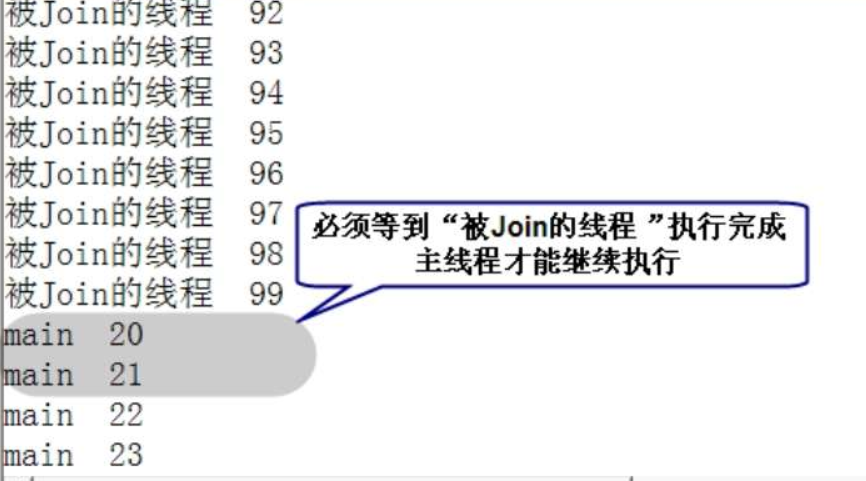 被Join的线程  92
被Join的线程  93
被Join的线程  94
被Join的线程  95
被Join的线程  96
被Join的线程  97
被Join的线程  98
被Join的线程  99
必须等到“被Join的线程 ”执行完成
主线程才能继续执行
main  20
main  21
main  22
main  23